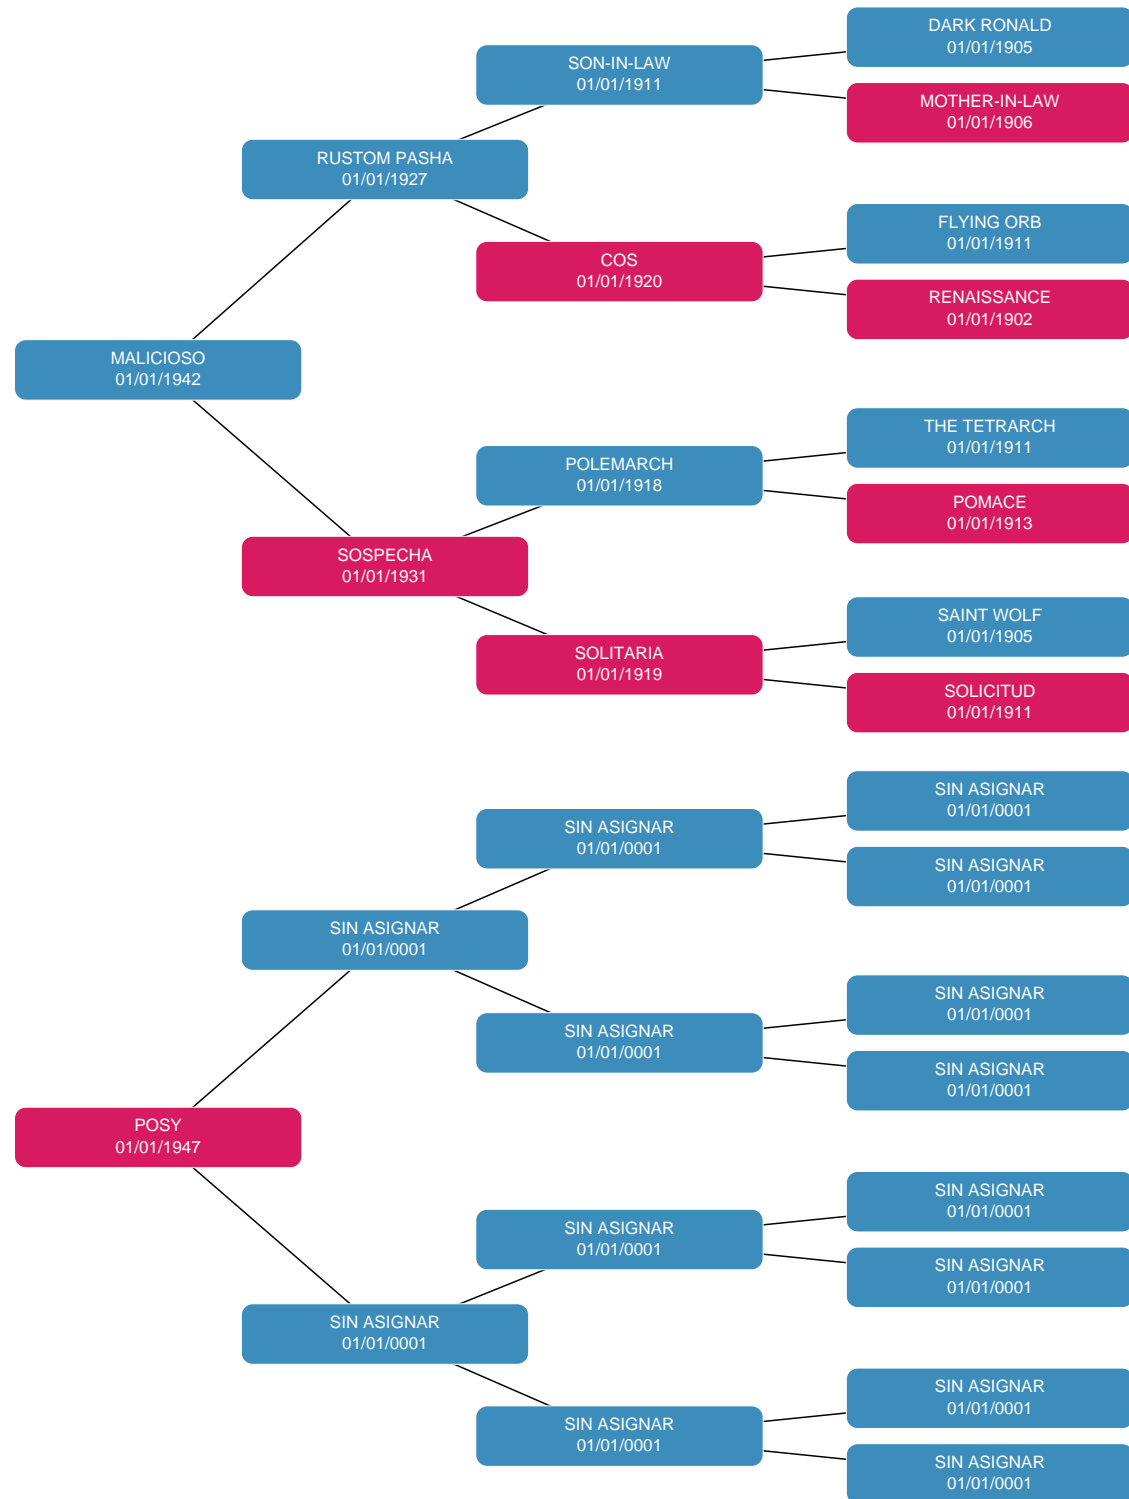 DARK RONALD
01/01/1905
SON-IN-LAW
01/01/1911
MOTHER-IN-LAW
01/01/1906
RUSTOM PASHA
01/01/1927
FLYING ORB
01/01/1911
COS
01/01/1920
RENAISSANCE
01/01/1902
MALICIOSO
01/01/1942
THE TETRARCH
01/01/1911
POLEMARCH
01/01/1918
POMACE
01/01/1913
SOSPECHA
01/01/1931
SAINT WOLF
01/01/1905
SOLITARIA
01/01/1919
SOLICITUD
01/01/1911
SIN ASIGNAR
01/01/0001
SIN ASIGNAR
01/01/0001
SIN ASIGNAR
01/01/0001
SIN ASIGNAR
01/01/0001
SIN ASIGNAR
01/01/0001
SIN ASIGNAR
01/01/0001
SIN ASIGNAR
01/01/0001
POSY
01/01/1947
SIN ASIGNAR
01/01/0001
SIN ASIGNAR
01/01/0001
SIN ASIGNAR
01/01/0001
SIN ASIGNAR
01/01/0001
SIN ASIGNAR
01/01/0001
SIN ASIGNAR
01/01/0001
SIN ASIGNAR
01/01/0001